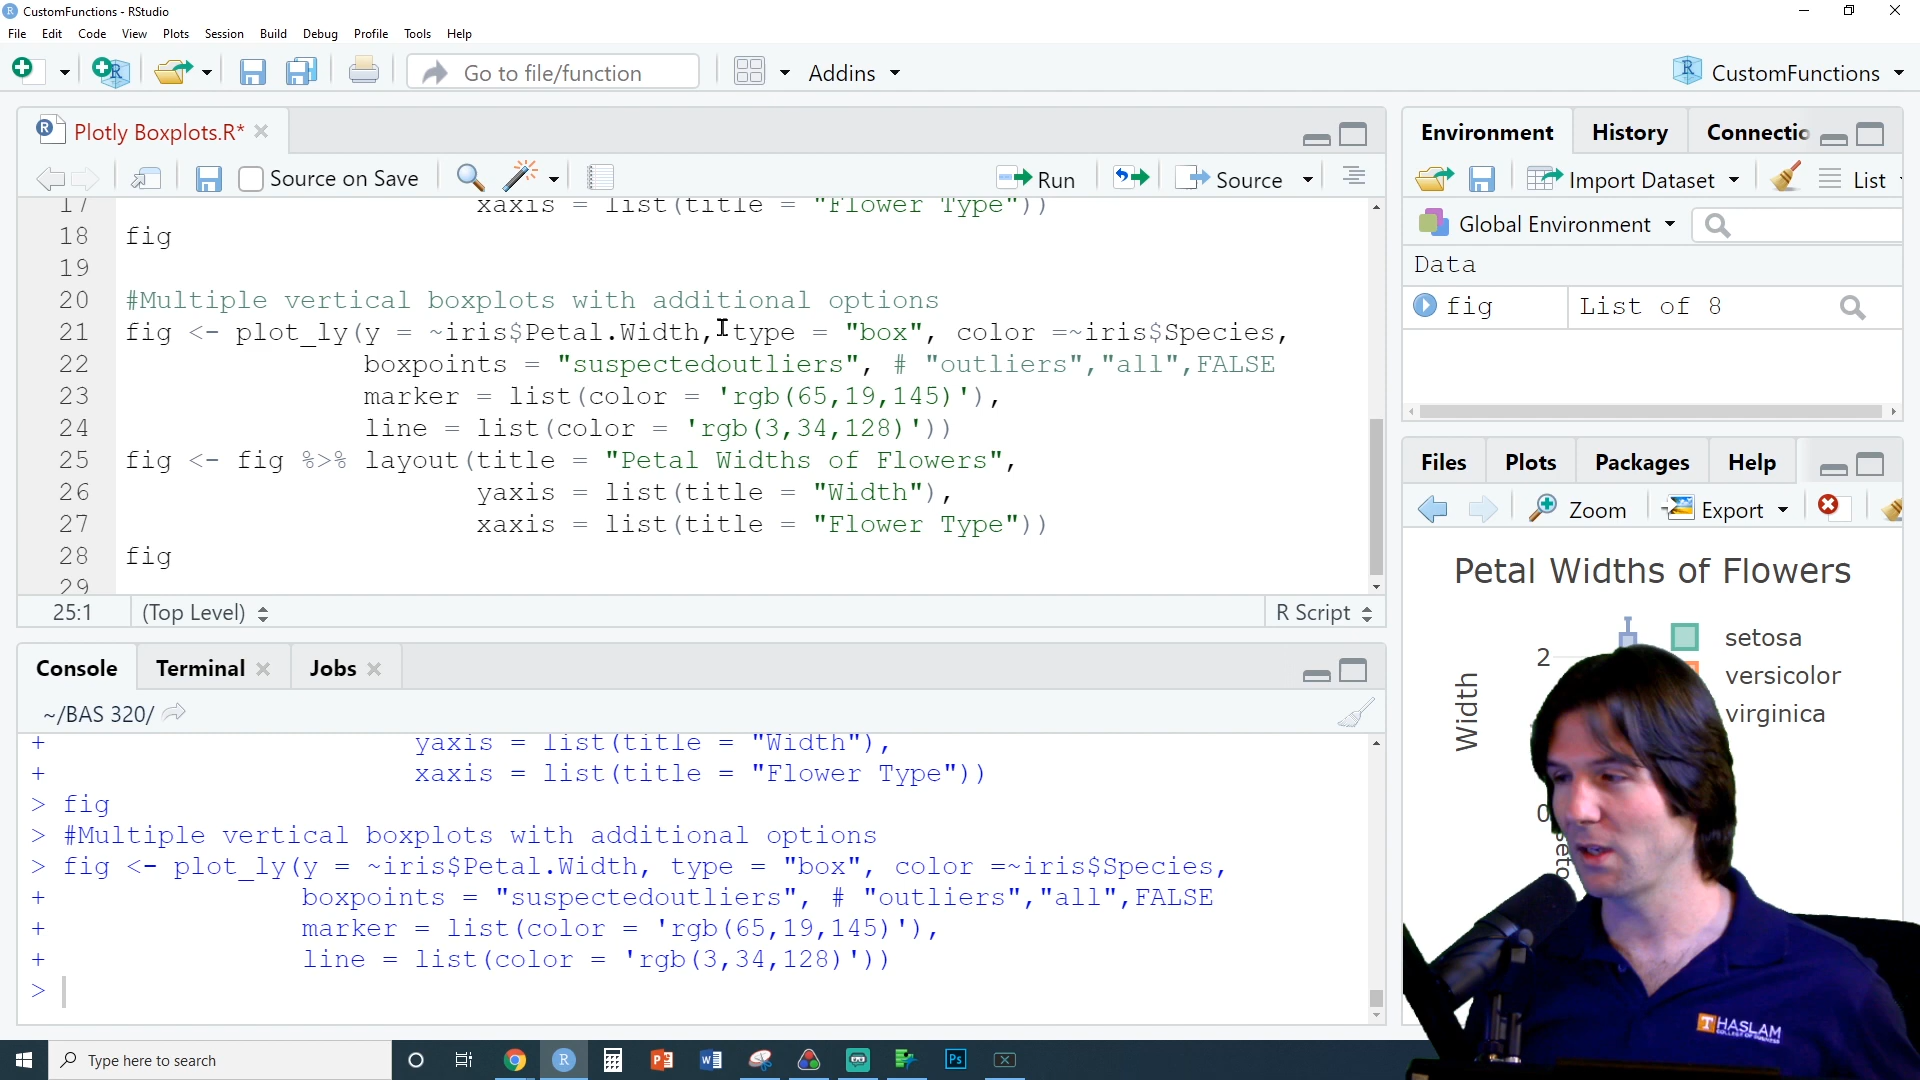 CustomFunctions - RStudio
File Edit Code View Plots Session Build Debug Profile Tools Help
Go to file/function
Addins
CustomFunctions
Plotly Boxplots.R*
Source on Save
Run
Source
17 xaxis = list(title = "Flower Type"))
18 fig
19
20 #Multiple vertical boxplots with additional options
21 fig <- plot_ly(y = ~iris$Petal.Width, type = "box", color =~iris$Species,
22 boxpoints = "suspectedoutliers", # "outliers","all",FALSE
23 marker = list(color = 'rgb(65,19,145)'),
24 line = list(color = 'rgb(3,34,128)'))
25 fig <- fig %>% layout(title = "Petal Widths of Flowers",
26 yaxis = list(title = "Width"),
27 xaxis = list(title = "Flower Type"))
28 fig
29
25:1 (Top Level) R Script
Console Terminal Jobs
~/BAS 320/
+ yaxis = list(title = "Width"),
+ xaxis = list(title = "Flower Type"))
> fig
> #Multiple vertical boxplots with additional options
> fig <- plot_ly(y = ~iris$Petal.Width, type = "box", color =~iris$Species,
+ boxpoints = "suspectedoutliers", # "outliers","all",FALSE
+ marker = list(color = 'rgb(65,19,145)'),
+ line = list(color = 'rgb(3,34,128)'))
>
Environment History Connectio
Import Dataset List
Global Environment
Data
fig List of 8
Files Plots Packages Help
Zoom Export
Petal Widths of Flowers
setosa
versicolor
virginica
2
0
Width
seto
T HASLAM
COLLEGE OF BUSINESS
Type here to search